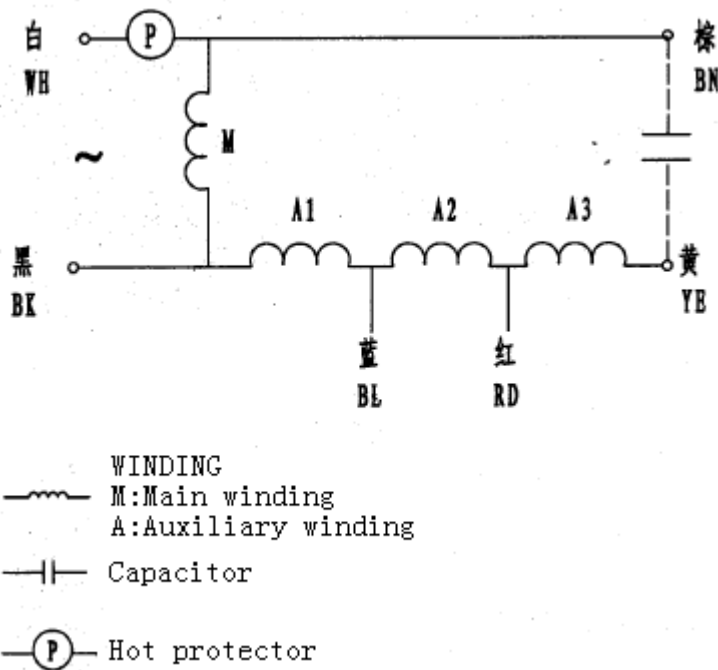 白
WH
P
棕
BN
~
M
A1
A2
A3
黑
BK
黄
YE
蓝
BL
红
RD
WINDING
M:Main winding
A:Auxiliary winding
Capacitor
P
Hot protector